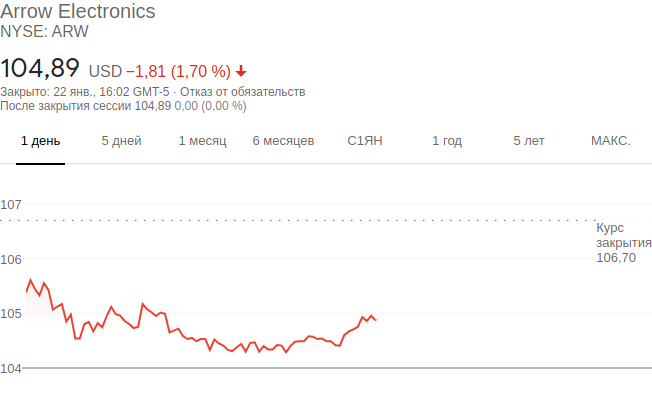 Arrow Electronics
NYSE: ARW
104,89 USD −1,81 (1,70 %) ↓
Закрыто: 22 янв., 16:02 GMT-5 · Отказ от обязательств
После закрытия сессии 104,89 0,00 (0,00 %)
1 день 5 дней 1 месяц 6 месяцев С1ЯН 1 год 5 лет МАКС.
107
Курс
закрытия
106,70
106
105
104